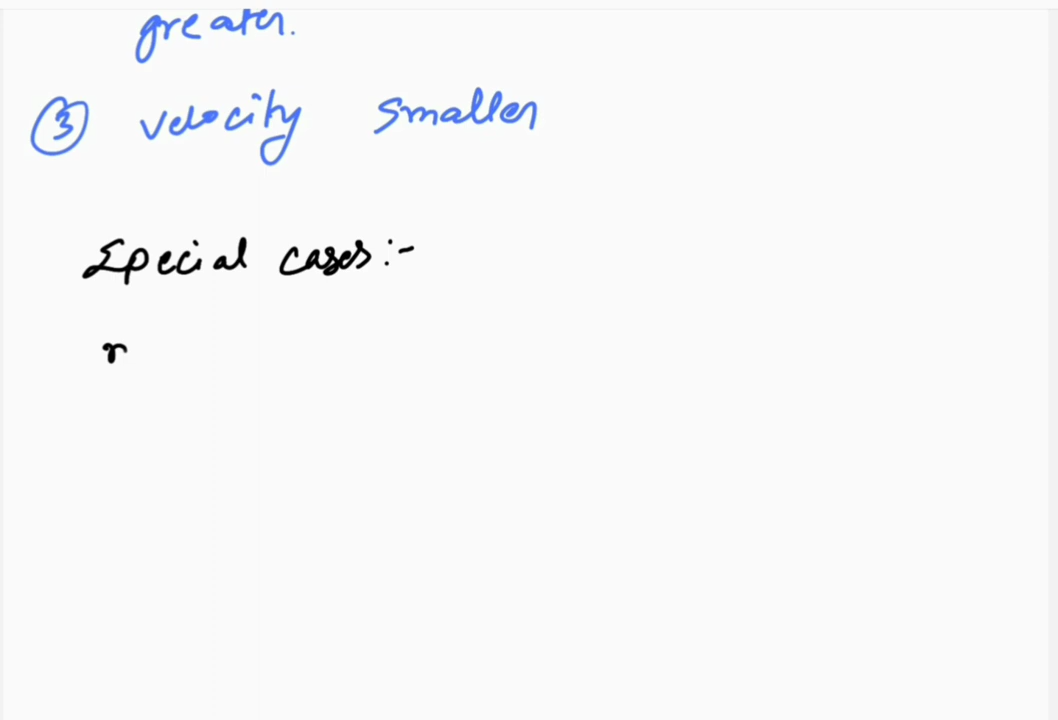 greater.
③ velocity smaller
Special cases:-
r